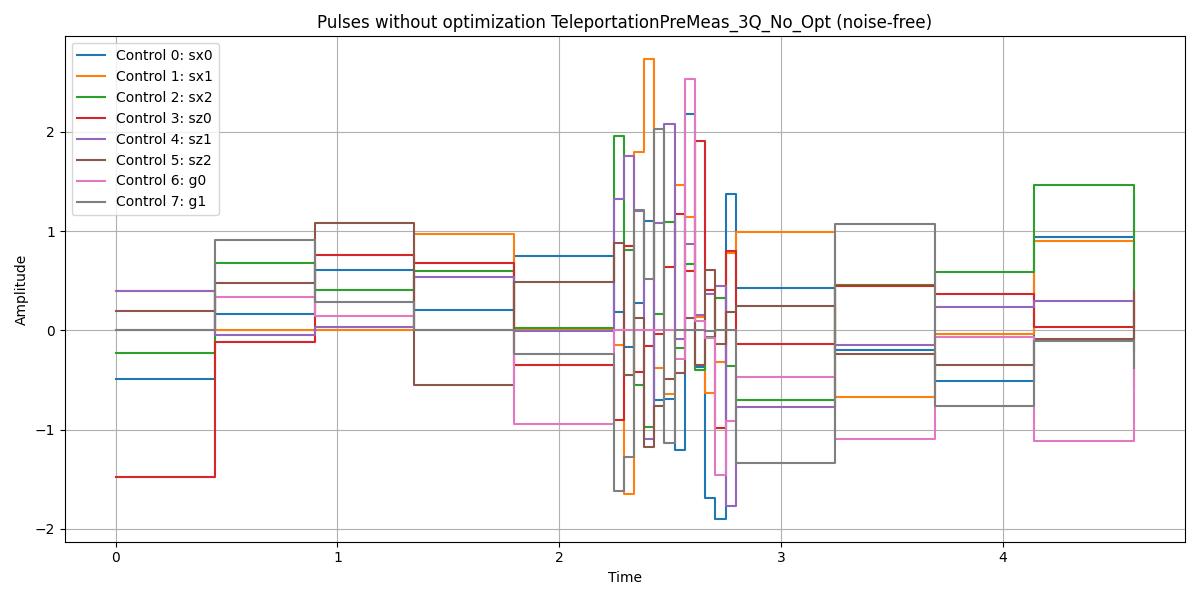 Pulses without optimization TeleportationPreMeas_3Q_No_Opt (noise-free)
Control 0: sx0
Control 1: sx1
Control 2: sx2
Control 3: sz0
Control 4: sz1
Control 5: sz2
Control 6: g0
Control 7: g1
Amplitude
2
1
0
−1
−2
0 1 2 3 4
Time